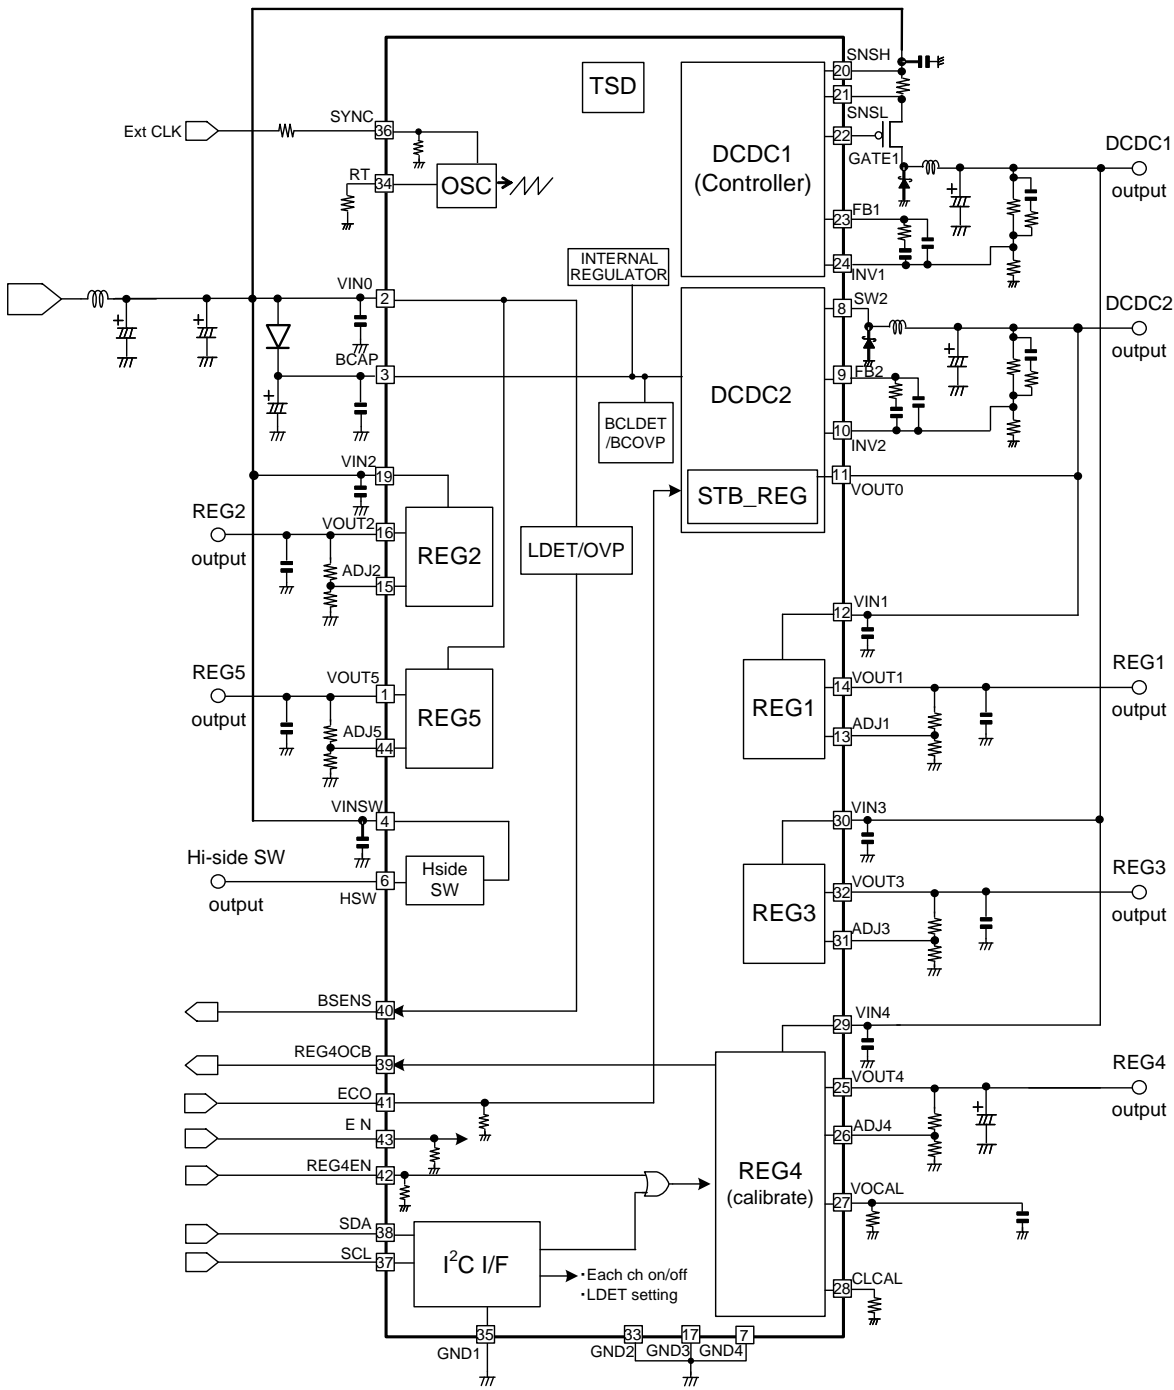 SNSH
20
TSD
21
SYNC
SNSL
Ext CLK
36
22
DCDC1
GATE1
DCDC1
(Controller)
output
RT
34
OSC
FB1
23
INTERNAL
REGULATOR
24
INV1
VIN0
2
SW2
8
DCDC2
output
BCAP
3
9
FB2
DCDC2
BCLDET
/BCOVP
10
INV2
VIN2
19
11
VOUT0
STB_REG
REG2
output
VOUT2
16
REG2
LDET/OVP
ADJ2
15
12
VIN1
REG5
output
VOUT5
1
REG5
ADJ5
44
REG1
14
VOUT1
REG1
output
13
ADJ1
VINSW
4
30
VIN3
Hi-side SW
output
6
HSW
Hside
SW
REG3
32
VOUT3
REG3
output
31
ADJ3
BSENS
40
29
VIN4
REG4OCB
39
25
VOUT4
REG4
output
ECO
41
E N
43
26
ADJ4
REG4EN
42
REG4
(calibrate)
27
VOCAL
SDA
38
SCL
37
I2C I/F
・Each ch on/off
・LDET setting
28
CLCAL
35
GND1
33
GND2
17
GND3
7
GND4